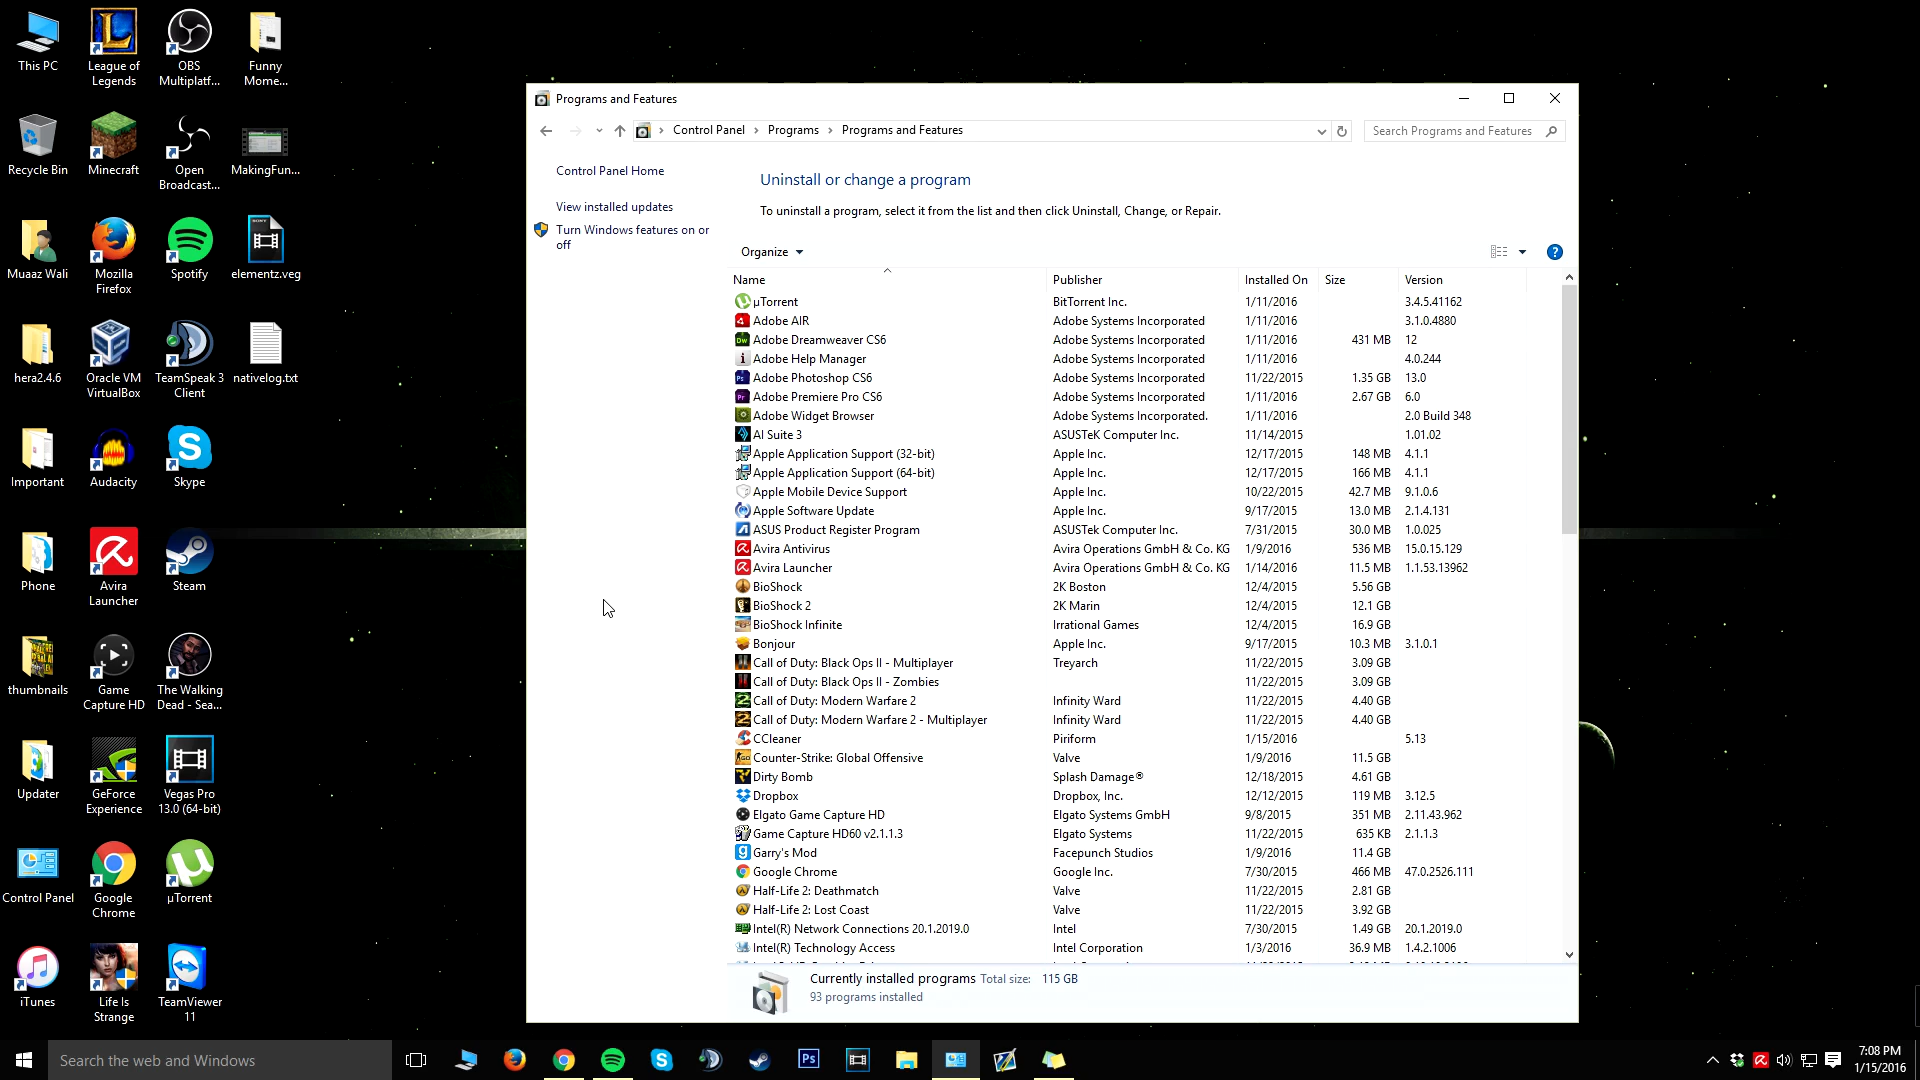 This PC
League of
Legends
OBS
Multiplatf...
Funny
Mome...
Recycle Bin
Minecraft
Open
Broadcast...
MakingFun...
Muaaz Wali
Mozilla
Firefox
Spotify
elementz.veg
hera2.4.6
Oracle VM
VirtualBox
TeamSpeak 3
Client
nativelog.txt
Important
Audacity
Skype
Phone
Avira
Launcher
Steam
thumbnails
Game
Capture HD
The Walking
Dead - Sea...
Updater
GeForce
Experience
Vegas Pro
13.0 (64-bit)
Control Panel
Google
Chrome
µTorrent
iTunes
Life Is
Strange
TeamViewer
11
Programs and Features
Control Panel > Programs > Programs and Features
Search Programs and Features
Control Panel Home
View installed updates
Turn Windows features on or
off
Uninstall or change a program
To uninstall a program, select it from the list and then click Uninstall, Change, or Repair.
Organize
Name Publisher Installed On Size Version
µTorrent BitTorrent Inc. 1/11/2016 3.4.5.41162
Adobe AIR Adobe Systems Incorporated 1/11/2016 3.1.0.4880
Adobe Dreamweaver CS6 Adobe Systems Incorporated 1/11/2016 431 MB 12
Adobe Help Manager Adobe Systems Incorporated 1/11/2016 4.0.244
Adobe Photoshop CS6 Adobe Systems Incorporated 11/22/2015 1.35 GB 13.0
Adobe Premiere Pro CS6 Adobe Systems Incorporated 1/11/2016 2.67 GB 6.0
Adobe Widget Browser Adobe Systems Incorporated. 1/11/2016 2.0 Build 348
AI Suite 3 ASUSTeK Computer Inc. 11/14/2015 1.01.02
Apple Application Support (32-bit) Apple Inc. 12/17/2015 148 MB 4.1.1
Apple Application Support (64-bit) Apple Inc. 12/17/2015 166 MB 4.1.1
Apple Mobile Device Support Apple Inc. 10/22/2015 42.7 MB 9.1.0.6
Apple Software Update Apple Inc. 9/17/2015 13.0 MB 2.1.4.131
ASUS Product Register Program ASUSTek Computer Inc. 7/31/2015 30.0 MB 1.0.025
Avira Antivirus Avira Operations GmbH & Co. KG 1/9/2016 536 MB 15.0.15.129
Avira Launcher Avira Operations GmbH & Co. KG 1/14/2016 11.5 MB 1.1.53.13962
BioShock 2K Boston 12/4/2015 5.56 GB
BioShock 2 2K Marin 12/4/2015 12.1 GB
BioShock Infinite Irrational Games 12/4/2015 16.9 GB
Bonjour Apple Inc. 9/17/2015 10.3 MB 3.1.0.1
Call of Duty: Black Ops II - Multiplayer Treyarch 11/22/2015 3.09 GB
Call of Duty: Black Ops II - Zombies 11/22/2015 3.09 GB
Call of Duty: Modern Warfare 2 Infinity Ward 11/22/2015 4.40 GB
Call of Duty: Modern Warfare 2 - Multiplayer Infinity Ward 11/22/2015 4.40 GB
CCleaner Piriform 1/15/2016 5.13
Counter-Strike: Global Offensive Valve 1/9/2016 11.5 GB
Dirty Bomb Splash Damage® 12/18/2015 4.61 GB
Dropbox Dropbox, Inc. 12/12/2015 119 MB 3.12.5
Elgato Game Capture HD Elgato Systems GmbH 9/8/2015 351 MB 2.11.43.962
Game Capture HD60 v2.1.1.3 Elgato Systems 11/22/2015 635 KB 2.1.1.3
Garry's Mod Facepunch Studios 1/9/2016 11.4 GB
Google Chrome Google Inc. 7/30/2015 466 MB 47.0.2526.111
Half-Life 2: Deathmatch Valve 11/22/2015 2.81 GB
Half-Life 2: Lost Coast Valve 11/22/2015 3.92 GB
Intel(R) Network Connections 20.1.2019.0 Intel 7/30/2015 1.49 GB 20.1.2019.0
Intel(R) Technology Access Intel Corporation 1/3/2016 36.9 MB 1.4.2.1006
Currently installed programs Total size: 115 GB
93 programs installed
Search the web and Windows
7:08 PM
1/15/2016